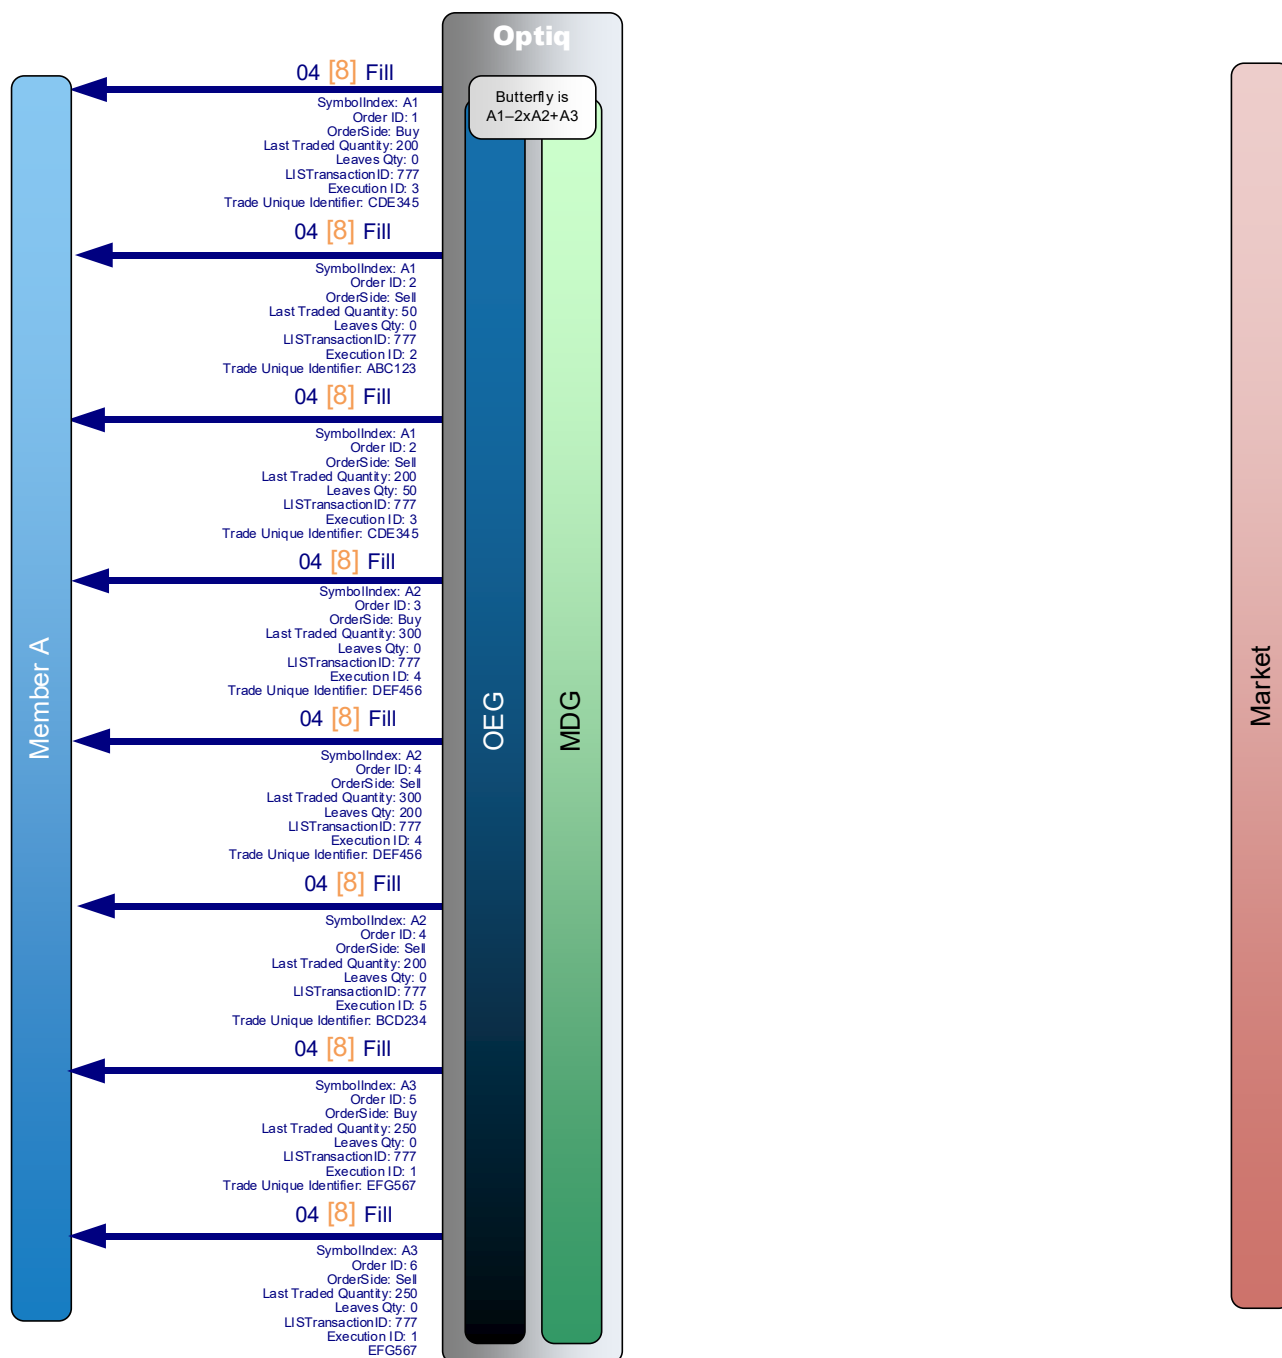 Optiq
Butterfly is
A1–2xA2+A3
04 [8] Fill
SymbolIndex: A1
Order ID: 1
OrderSide: Buy
Last Traded Quantity: 200
Leaves Qty: 0
LISTransactionID: 777
Execution ID: 3
Trade Unique Identifier: CDE345
04 [8] Fill
SymbolIndex: A1
Order ID: 2
OrderSide: Sell
Last Traded Quantity: 50
Leaves Qty: 0
LISTransactionID: 777
Execution ID: 2
Trade Unique Identifier: ABC123
04 [8] Fill
SymbolIndex: A1
Order ID: 2
OrderSide: Sell
Last Traded Quantity: 200
Leaves Qty: 50
LISTransactionID: 777
Execution ID: 3
Trade Unique Identifier: CDE345
04 [8] Fill
SymbolIndex: A2
Order ID: 3
OrderSide: Buy
Last Traded Quantity: 300
Leaves Qty: 0
LISTransactionID: 777
Execution ID: 4
Trade Unique Identifier: DEF456
04 [8] Fill
SymbolIndex: A2
Order ID: 4
OrderSide: Sell
Last Traded Quantity: 300
Leaves Qty: 200
LISTransactionID: 777
Execution ID: 4
Trade Unique Identifier: DEF456
04 [8] Fill
SymbolIndex: A2
Order ID: 4
OrderSide: Sell
Last Traded Quantity: 200
Leaves Qty: 0
LISTransactionID: 777
Execution ID: 5
Trade Unique Identifier: BCD234
04 [8] Fill
SymbolIndex: A3
Order ID: 5
OrderSide: Buy
Last Traded Quantity: 250
Leaves Qty: 0
LISTransactionID: 777
Execution ID: 1
Trade Unique Identifier: EFG567
04 [8] Fill
SymbolIndex: A3
Order ID: 6
OrderSide: Sell
Last Traded Quantity: 250
Leaves Qty: 0
LISTransactionID: 777
Execution ID: 1
EFG567
Member A
OEG
MDG
Market